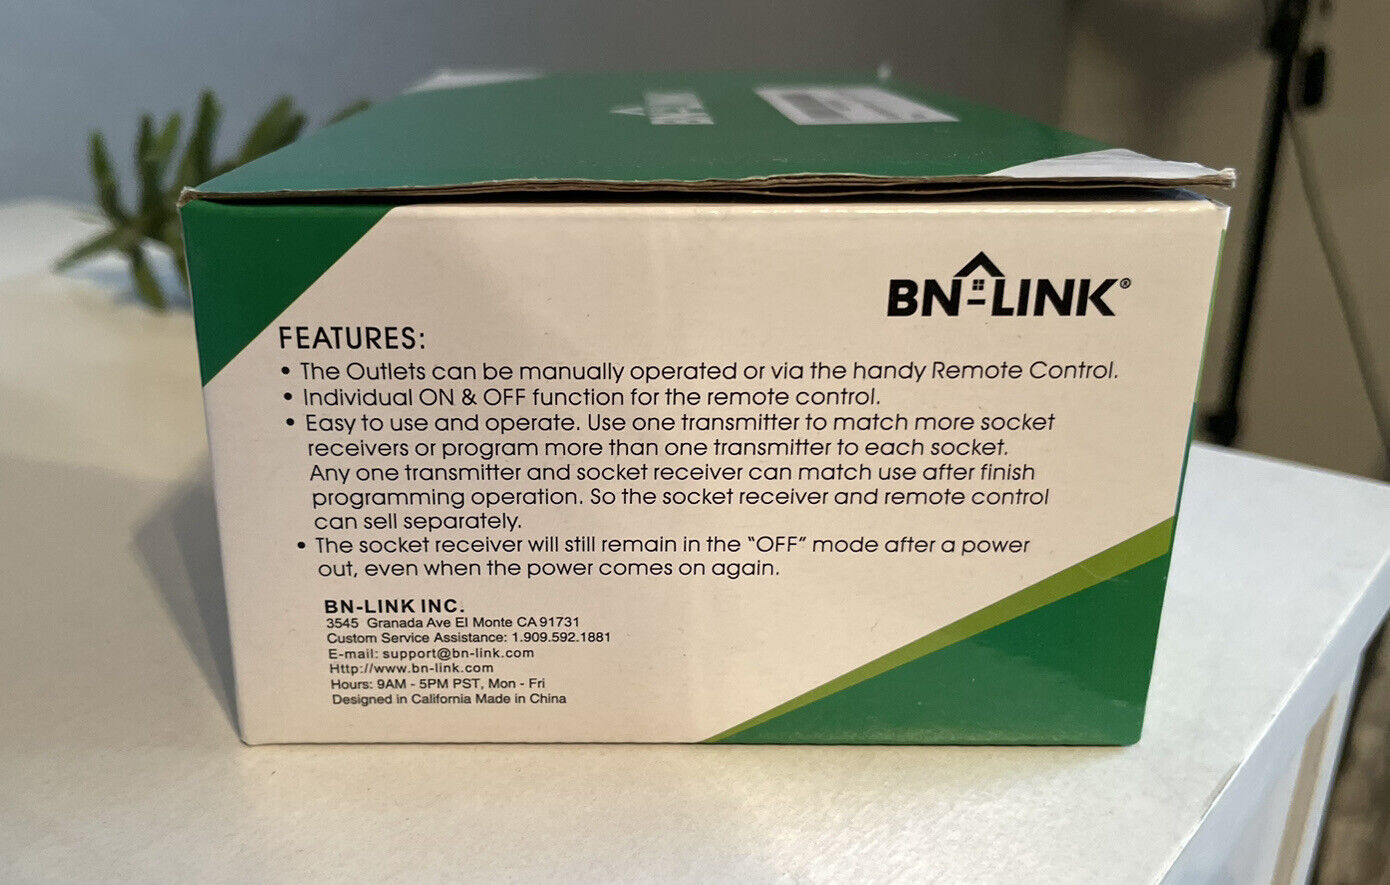 BN-LINK
BN-LINK®
FEATURES:
• The Outlets can be manually operated or via the handy Remote Control.
• Individual ON & OFF function for the remote control.
• Easy to use and operate. Use one transmitter to match more socket
receivers or program more than one transmitter to each socket.
Any one transmitter and socket receiver can match use after finish
programming operation. So the socket receiver and remote control
can sell separately.
• The socket receiver will still remain in the “OFF” mode after a power
out, even when the power comes on again.
BN-LINK INC.
3545 Granada Ave El Monte CA 91731
Custom Service Assistance: 1.909.592.1881
E-mail: support@bn-link.com
Http://www.bn-link.com
Hours: 9AM - 5PM PST, Mon - Fri
Designed in California Made in China